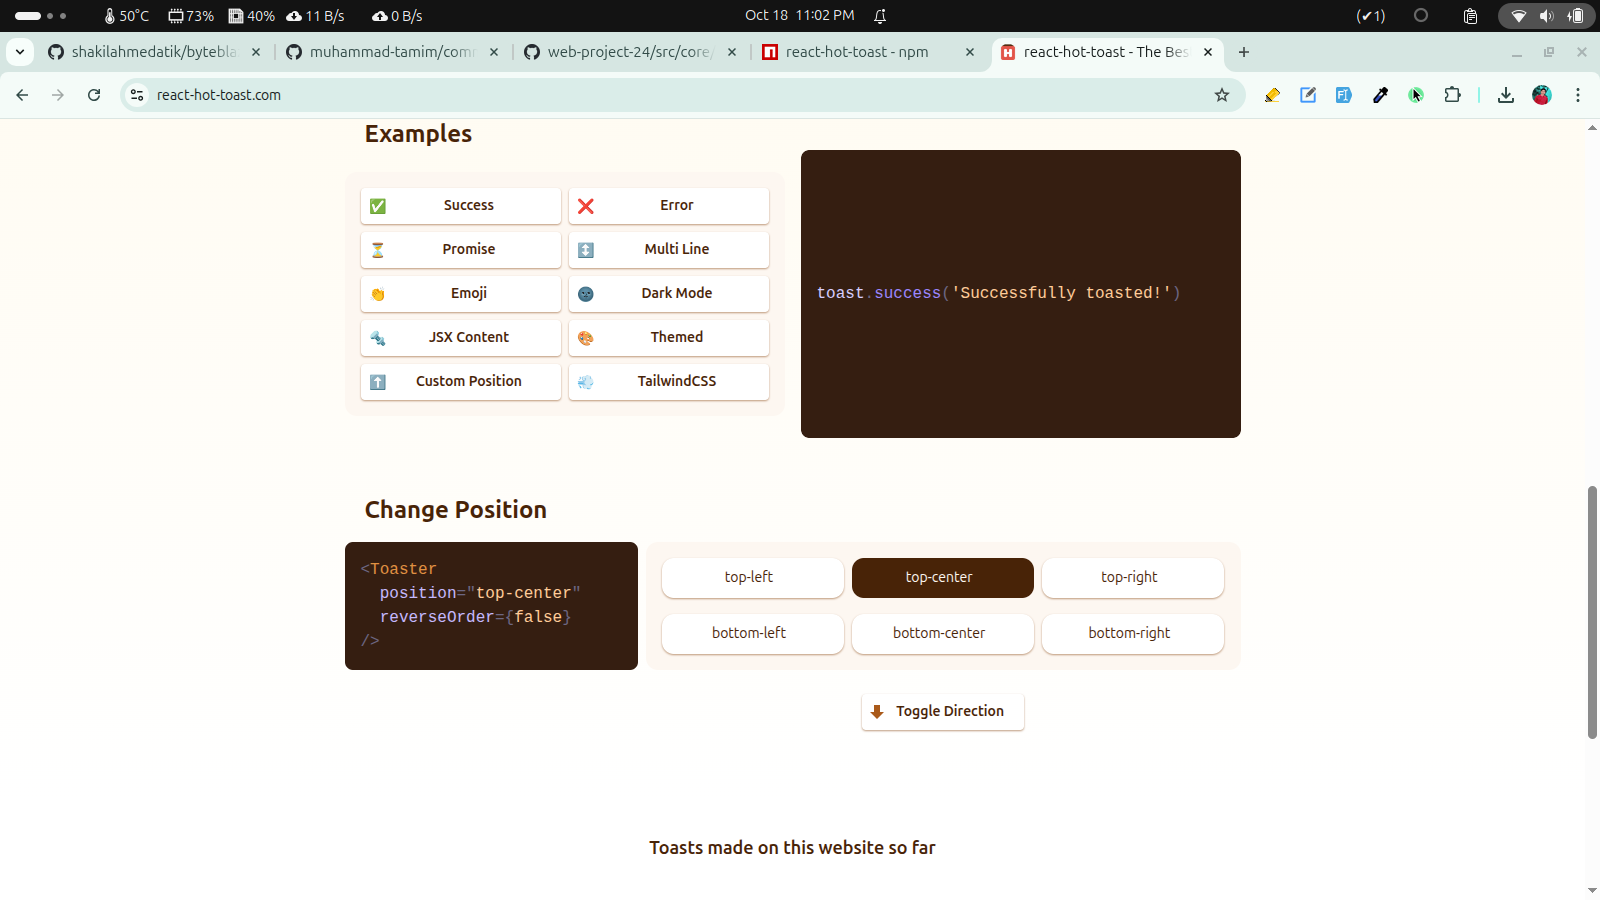 50°C 73% 40% 11 B/s 0 B/s Oct 18 11:02 PM (✔1)
shakilahmedatik/bytebla muhammad-tamim/comm web-project-24/src/core/ react-hot-toast - npm react-hot-toast - The Bes
react-hot-toast.com
Examples
Success Error
Promise Multi Line
Emoji Dark Mode
JSX Content Themed
Custom Position TailwindCSS
toast.success('Successfully toasted!')
Change Position
<Toaster
position="top-center"
reverseOrder={false}
/>
top-left top-center top-right
bottom-left bottom-center bottom-right
Toggle Direction
Toasts made on this website so far